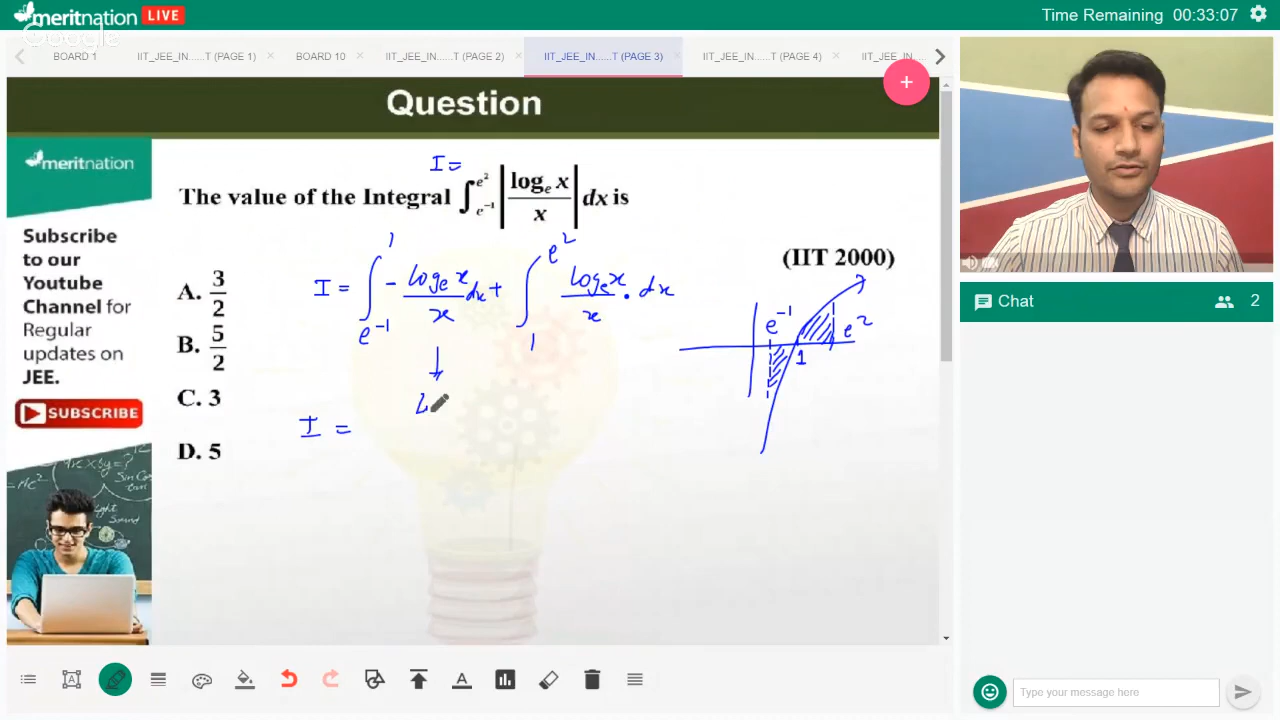 meritnation LIVE
Google
Time Remaining 00:33:07
BOARD 1
IIT_JEE_IN......T (PAGE 1)
BOARD 10
IIT_JEE_IN......T (PAGE 2)
IIT_JEE_IN......T (PAGE 3)
IIT_JEE_IN......T (PAGE 4)
IIT_JEE_IN.....
Question
meritnation
Subscribe
to our
Youtube
Channel for
Regular
updates on
JEE.
SUBSCRIBE
I =
The value of the Integral ∫_{e^{-1}}^{e^2} |log_e x / x| dx is
(IIT 2000)
I = ∫_{e^{-1}}^{1} - log_e x / x dx + ∫_{1}^{e^2} log_e x / x . dx
A. 3/2
B. 5/2
C. 3
D. 5
e^{-1}
1
e^2
I =
Chat
2
Type your message here